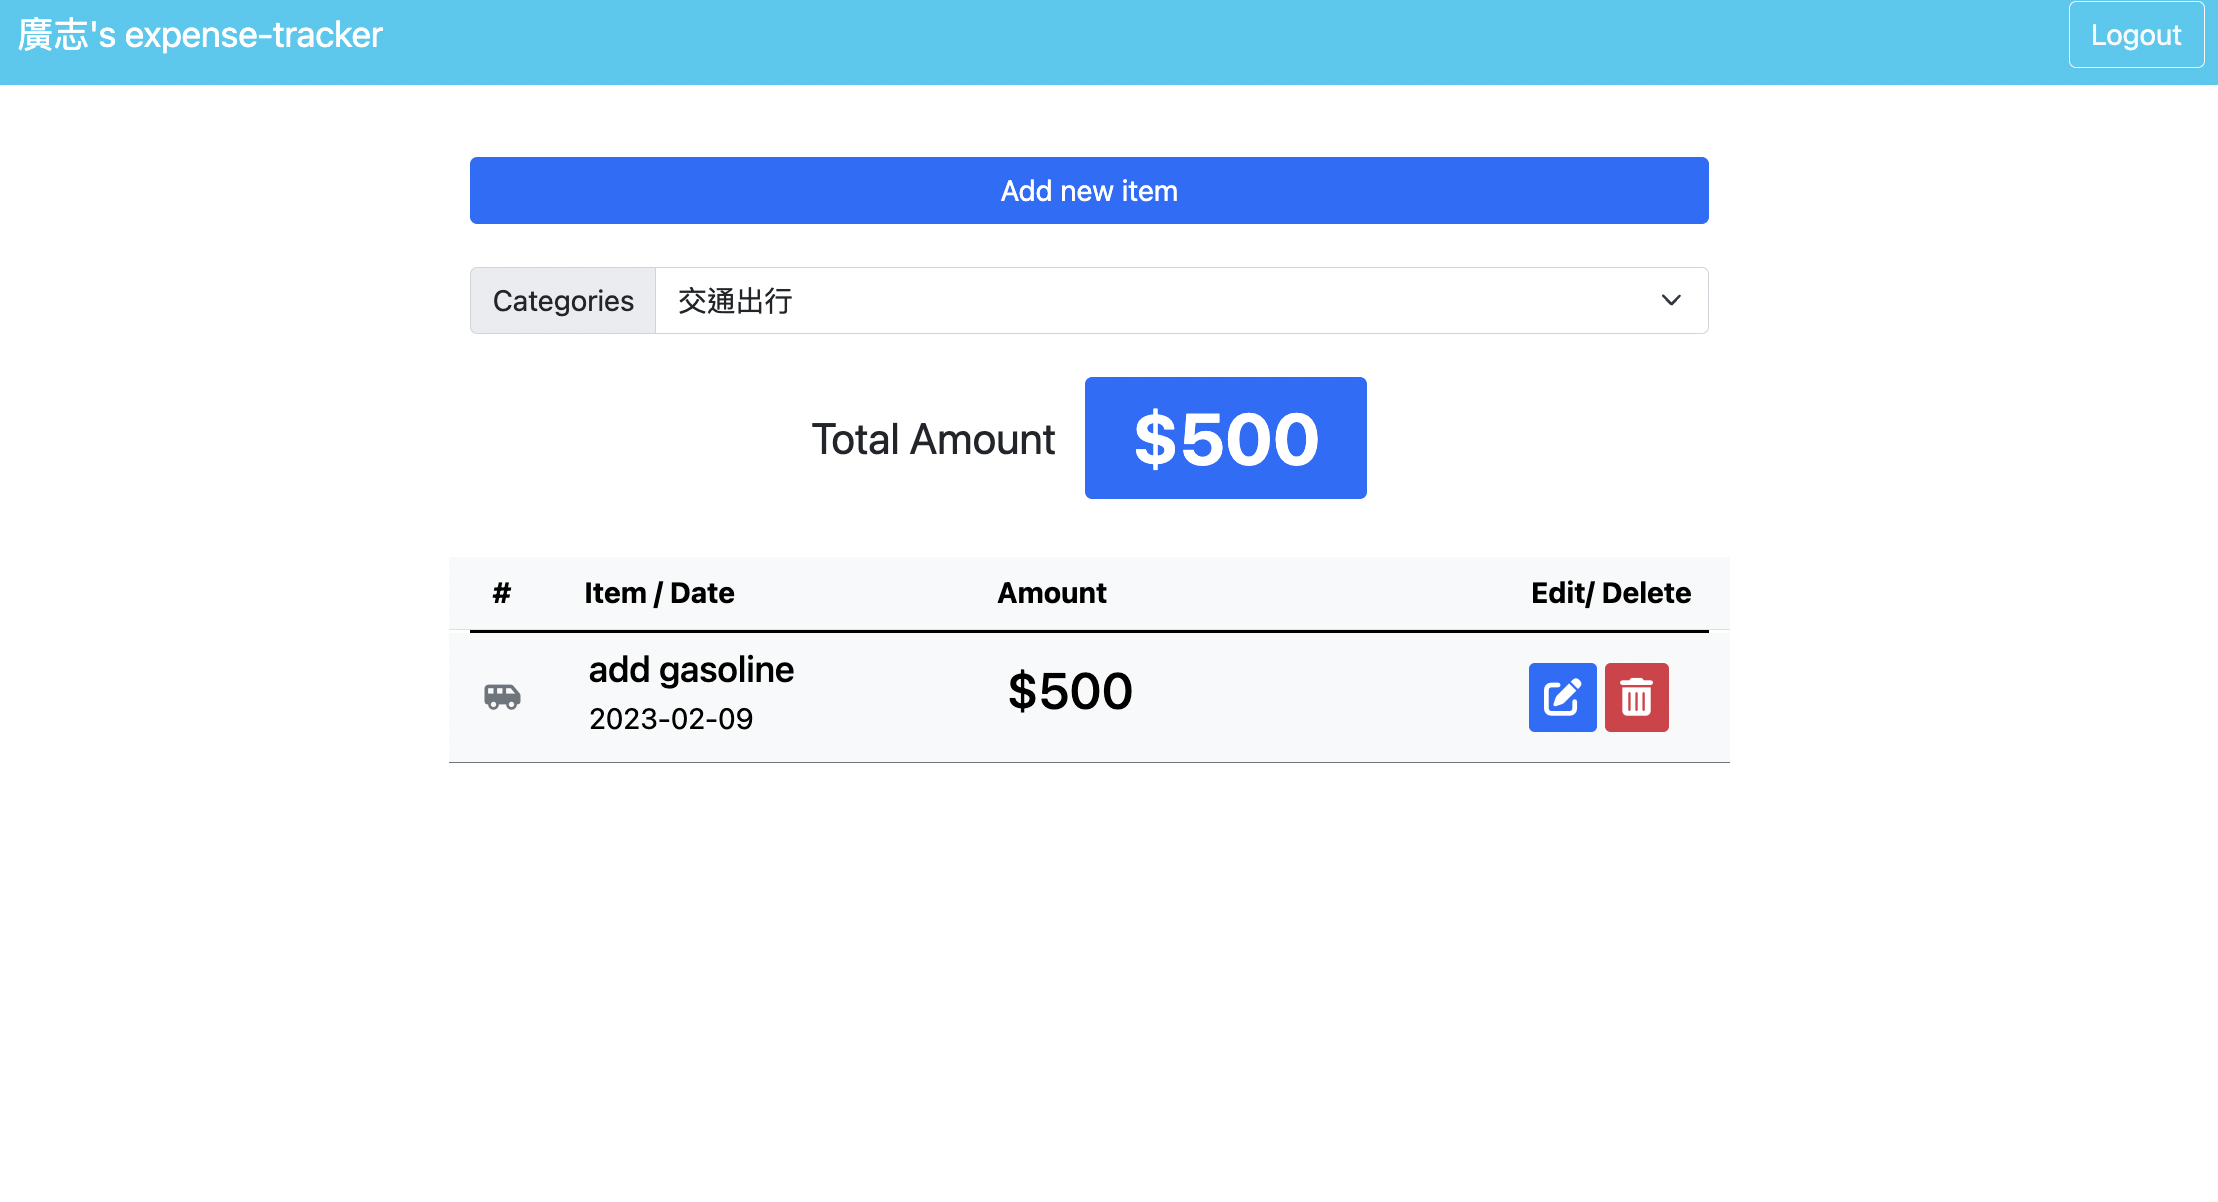 廣志's expense-tracker
Logout
Add new item
Categories
交通出行
Total Amount
$500
# Item / Date Amount Edit/ Delete
add gasoline
2023-02-09
$500